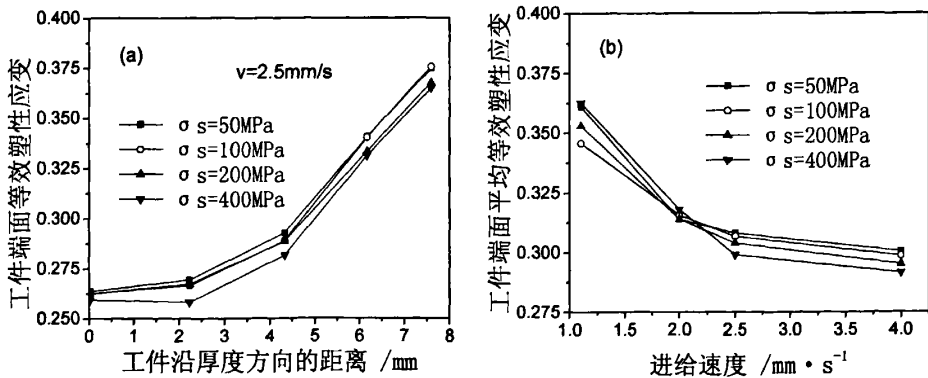 0.400
0.375
0.350
0.325
0.300
0.275
0.250
工件端面等效塑性应变
(a)
v=2.5mm/s
σ s=50MPa
σ s=100MPa
σ s=200MPa
σ s=400MPa
0 1 2 3 4 5 6 7 8
工件沿厚度方向的距离 /mm
0.400
0.375
0.350
0.325
0.300
0.275
工件端面平均等效塑性应变
(b)
σ s=50MPa
σ s=100MPa
σ s=200MPa
σ s=400MPa
1.0 1.5 2.0 2.5 3.0 3.5 4.0
进给速度 /mm·s⁻¹